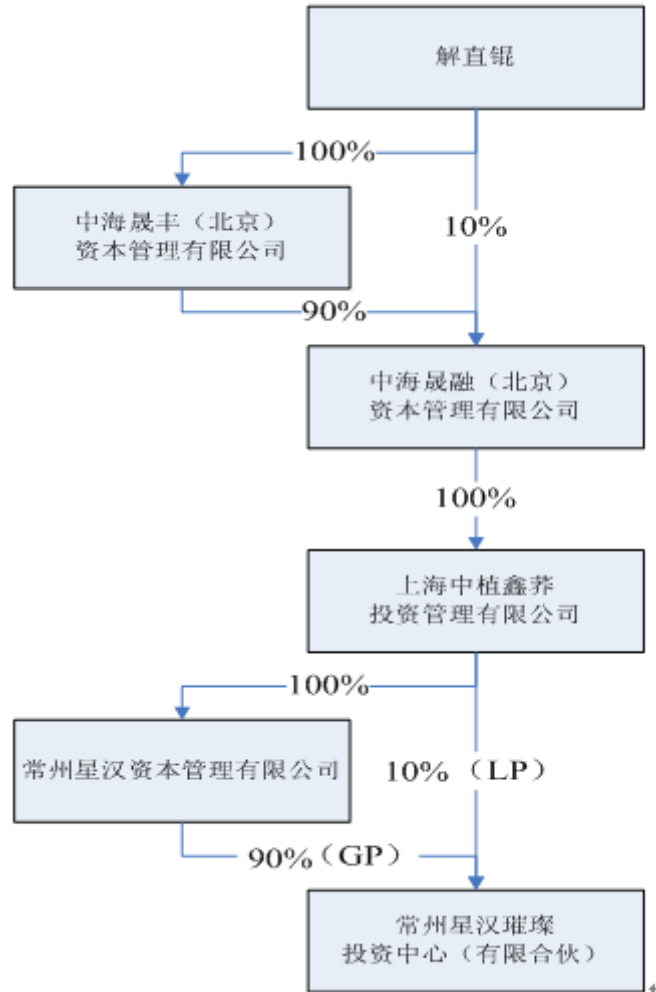 解直锟
100%
中海晟丰（北京）
资本管理有限公司
10%
90%
中海晟融（北京）
资本管理有限公司
100%
上海中植鑫荞
投资管理有限公司
100%
常州星汉资本管理有限公司
10%（LP）
90%（GP）
常州星汉璀璨
投资中心（有限合伙）